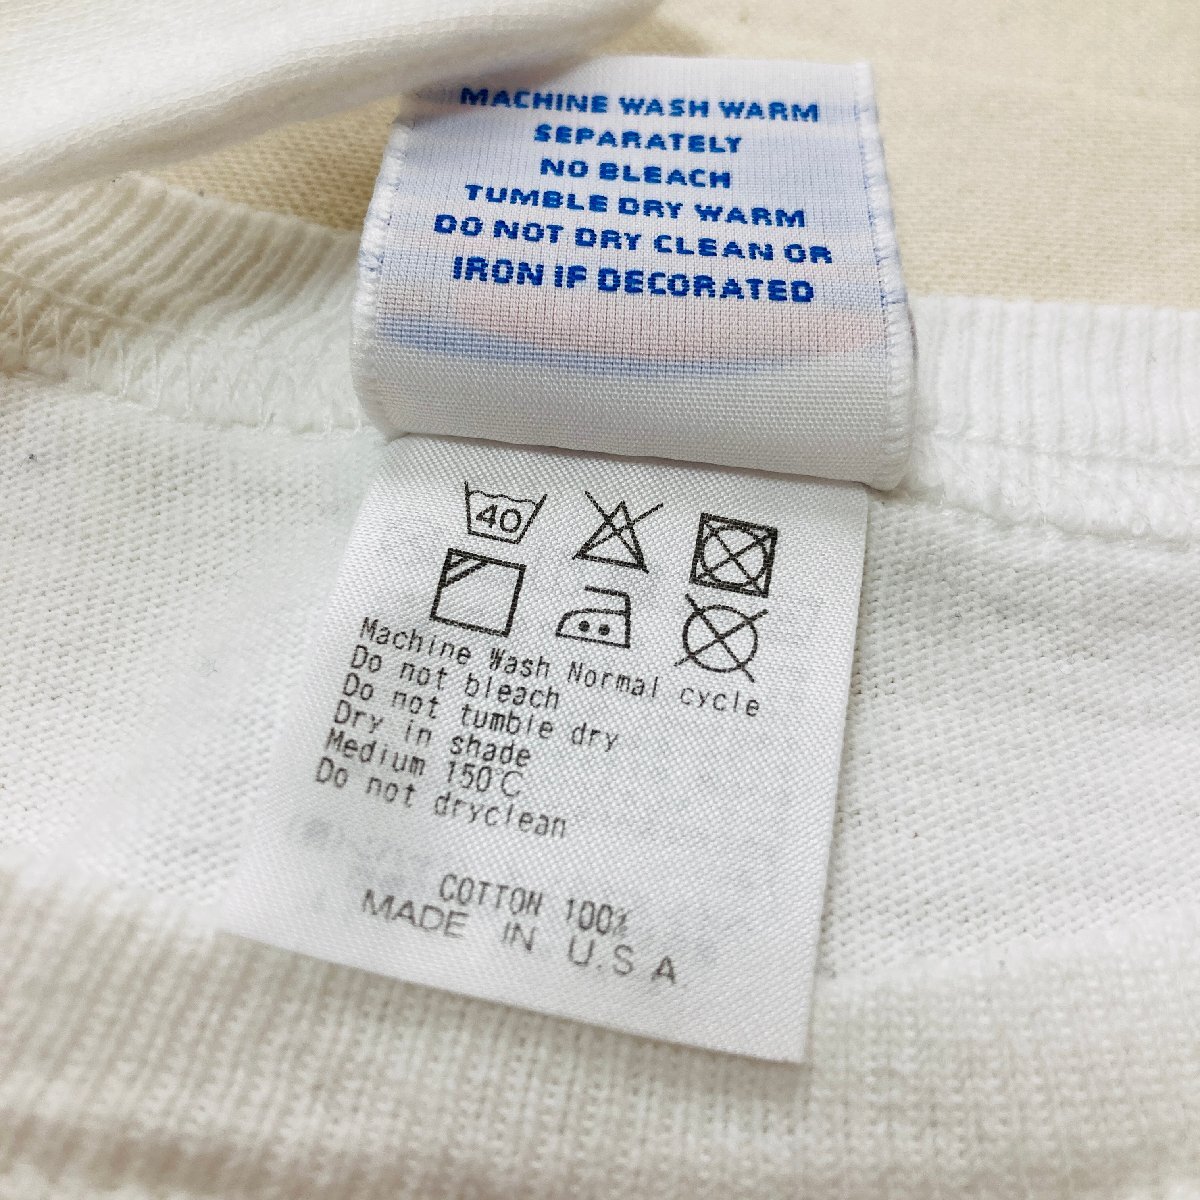 MACHINE WASH WARM
SEPARATELY
NO BLEACH
TUMBLE DRY WARM
DO NOT DRY CLEAN OR
IRON IF DECORATED
40
Machine Wash Normal cycle
Do not bleach
Do not tumble dry
Dry in shade
Medium 150℃
Do not dryclean
COTTON 100%
MADE IN U.S A